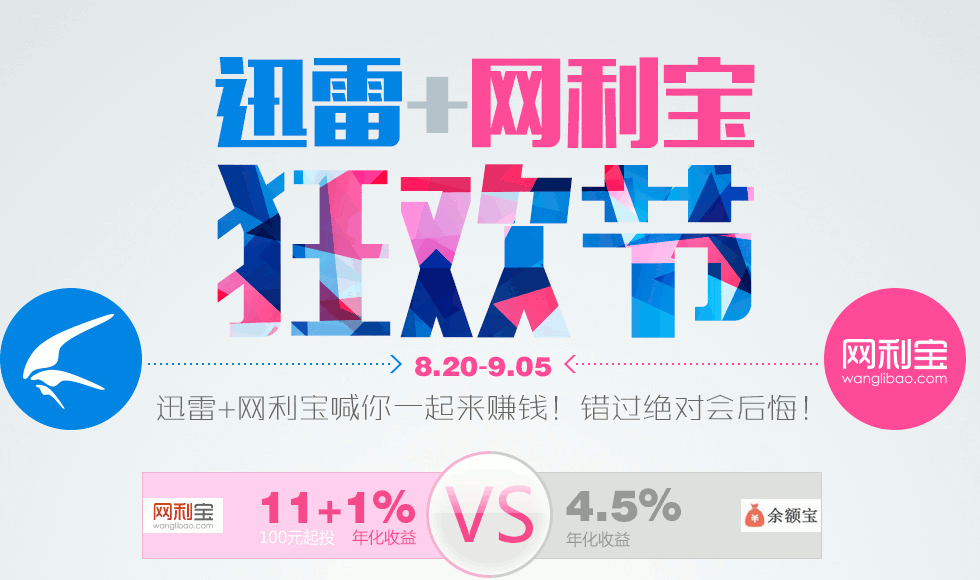 迅雷+网利宝
狂欢节
网利宝
wanglibao.com
8.20-9.05
迅雷+网利宝喊你一起来赚钱！错过绝对会后悔！
网利宝
wanglibao.com
11+1%
100元起投 年化收益
VS
4.5%
年化收益
余额宝